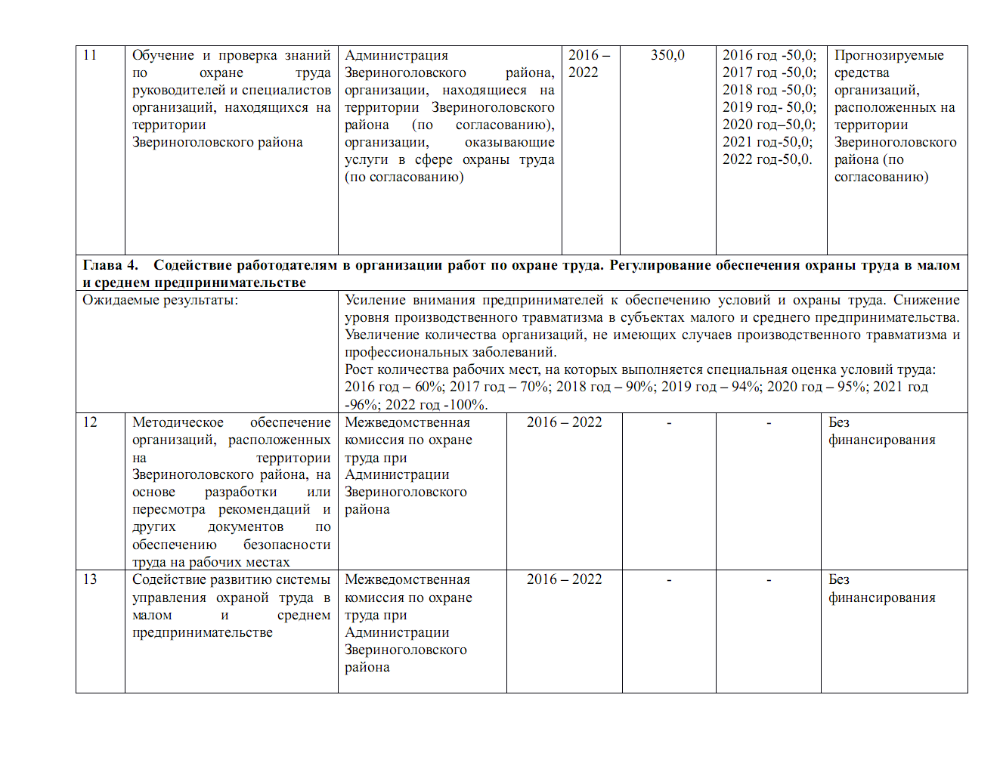 11
Обучение и проверка знаний
по охране труда
руководителей и специалистов
организаций, находящихся на
территории
Звериноголовского района
Администрация
Звериноголовского района,
организации, находящиеся на
территории Звериноголовского
района (по согласованию),
организации, оказывающие
услуги в сфере охраны труда
(по согласованию)
2016 –
2022
350,0
2016 год -50,0;
2017 год -50,0;
2018 год -50,0;
2019 год- 50,0;
2020 год–50,0;
2021 год-50,0;
2022 год-50,0.
Прогнозируемые
средства
организаций,
расположенных на
территории
Звериноголовского
района (по
согласованию)
Глава 4. Содействие работодателям в организации работ по охране труда. Регулирование обеспечения охраны труда в малом
и среднем предпринимательстве
Ожидаемые результаты:
Усиление внимания предпринимателей к обеспечению условий и охраны труда. Снижение
уровня производственного травматизма в субъектах малого и среднего предпринимательства.
Увеличение количества организаций, не имеющих случаев производственного травматизма и
профессиональных заболеваний.
Рост количества рабочих мест, на которых выполняется специальная оценка условий труда:
2016 год – 60%; 2017 год – 70%; 2018 год – 90%; 2019 год – 94%; 2020 год – 95%; 2021 год
-96%; 2022 год -100%.
12
Методическое обеспечение
организаций, расположенных
на территории
Звериноголовского района, на
основе разработки или
пересмотра рекомендаций и
других документов по
обеспечению безопасности
труда на рабочих местах
Межведомственная
комиссия по охране
труда при
Администрации
Звериноголовского
района
2016 – 2022
-
-
Без
финансирования
13
Содействие развитию системы
управления охраной труда в
малом и среднем
предпринимательстве
Межведомственная
комиссия по охране
труда при
Администрации
Звериноголовского
района
2016 – 2022
-
-
Без
финансирования